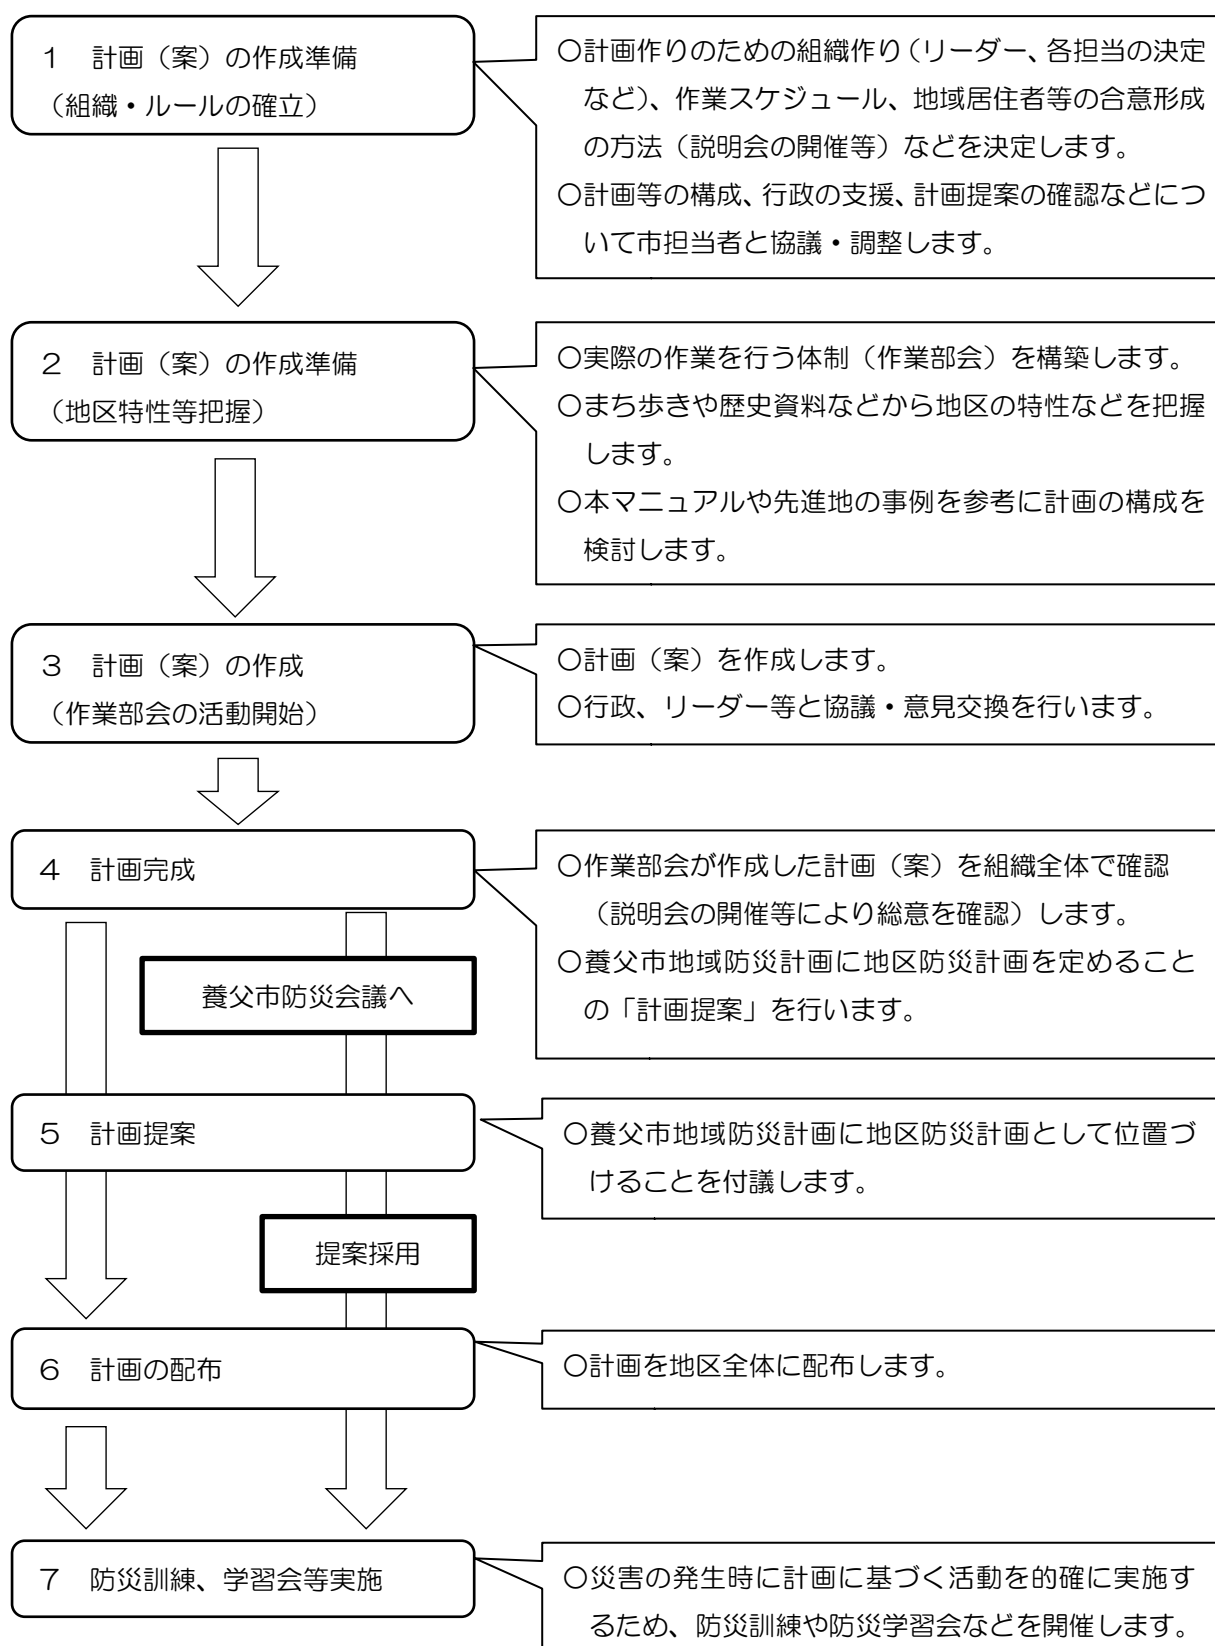 １　計画（案）の作成準備
（組織・ルールの確立）
〇計画作りのための組織作り（リーダー、各担当の決定
など）、作業スケジュール、地域居住者等の合意形成
の方法（説明会の開催等）などを決定します。
〇計画等の構成、行政の支援、計画提案の確認などにつ
いて市担当者と協議・調整します。
２　計画（案）の作成準備
（地区特性等把握）
〇実際の作業を行う体制（作業部会）を構築します。
〇まち歩きや歴史資料などから地区の特性などを把握
します。
〇本マニュアルや先進地の事例を参考に計画の構成を
検討します。
３　計画（案）の作成
（作業部会の活動開始）
〇計画（案）を作成します。
〇行政、リーダー等と協議・意見交換を行います。
４　計画完成
〇作業部会が作成した計画（案）を組織全体で確認
（説明会の開催等により総意を確認）します。
〇養父市地域防災計画に地区防災計画を定めること
の「計画提案」を行います。
養父市防災会議へ
５　計画提案
〇養父市地域防災計画に地区防災計画として位置づ
けることを付議します。
提案採用
６　計画の配布
〇計画を地区全体に配布します。
７　防災訓練、学習会等実施
〇災害の発生時に計画に基づく活動を的確に実施す
るため、防災訓練や防災学習会などを開催します。